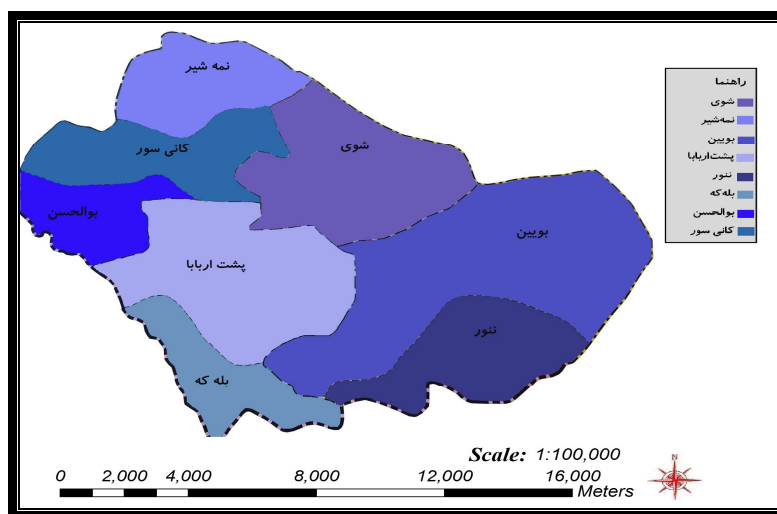 نمه شیر
کانی سور
شوی
بوالحسن
پشت اربابا
بویین
ننور
بله که
راهنما
شوی
نمه‌شیر
بویین
پشت‌اربابا
ننور
بله‌که
بوالحسن
کانی سور
Scale: 1:100,000
0 2,000 4,000 8,000 12,000 16,000
Meters
N